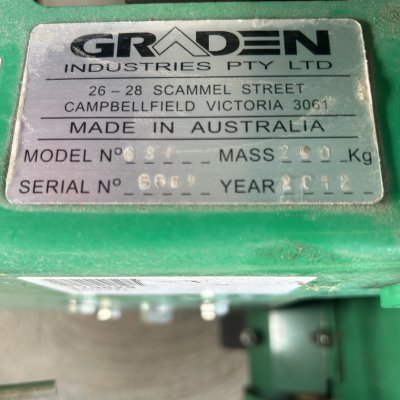 GRADEN
INDUSTRIES PTY LTD
26 - 28 SCAMMEL STREET
CAMPBELLFIELD VICTORIA 3061
MADE IN AUSTRALIA
MODEL Nº MASS Kg
SERIAL Nº YEAR 2012